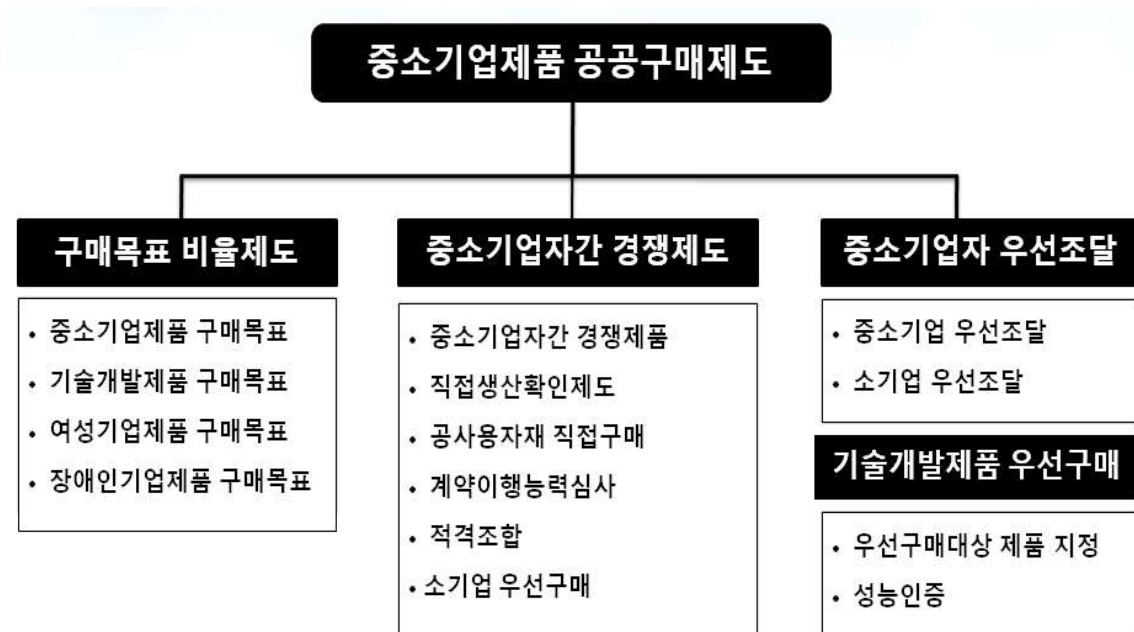 중소기업제품 공공구매제도
구매목표 비율제도
• 중소기업제품 구매목표
• 기술개발제품 구매목표
• 여성기업제품 구매목표
• 장애인기업제품 구매목표
중소기업자간 경쟁제도
• 중소기업자간 경쟁제품
• 직접생산확인제도
• 공사용자재 직접구매
• 계약이행능력심사
• 적격조합
• 소기업 우선구매
중소기업자 우선조달
• 중소기업 우선조달
• 소기업 우선조달
기술개발제품 우선구매
• 우선구매대상 제품 지정
• 성능인증